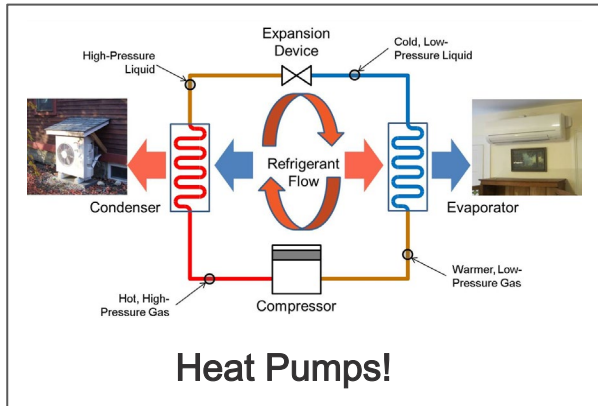 Expansion
Device
High-Pressure
Liquid
Cold, Low-
Pressure Liquid
Refrigerant
Flow
Condenser
Evaporator
Hot, High-
Pressure Gas
Compressor
Warmer, Low-
Pressure Gas
Heat Pumps!